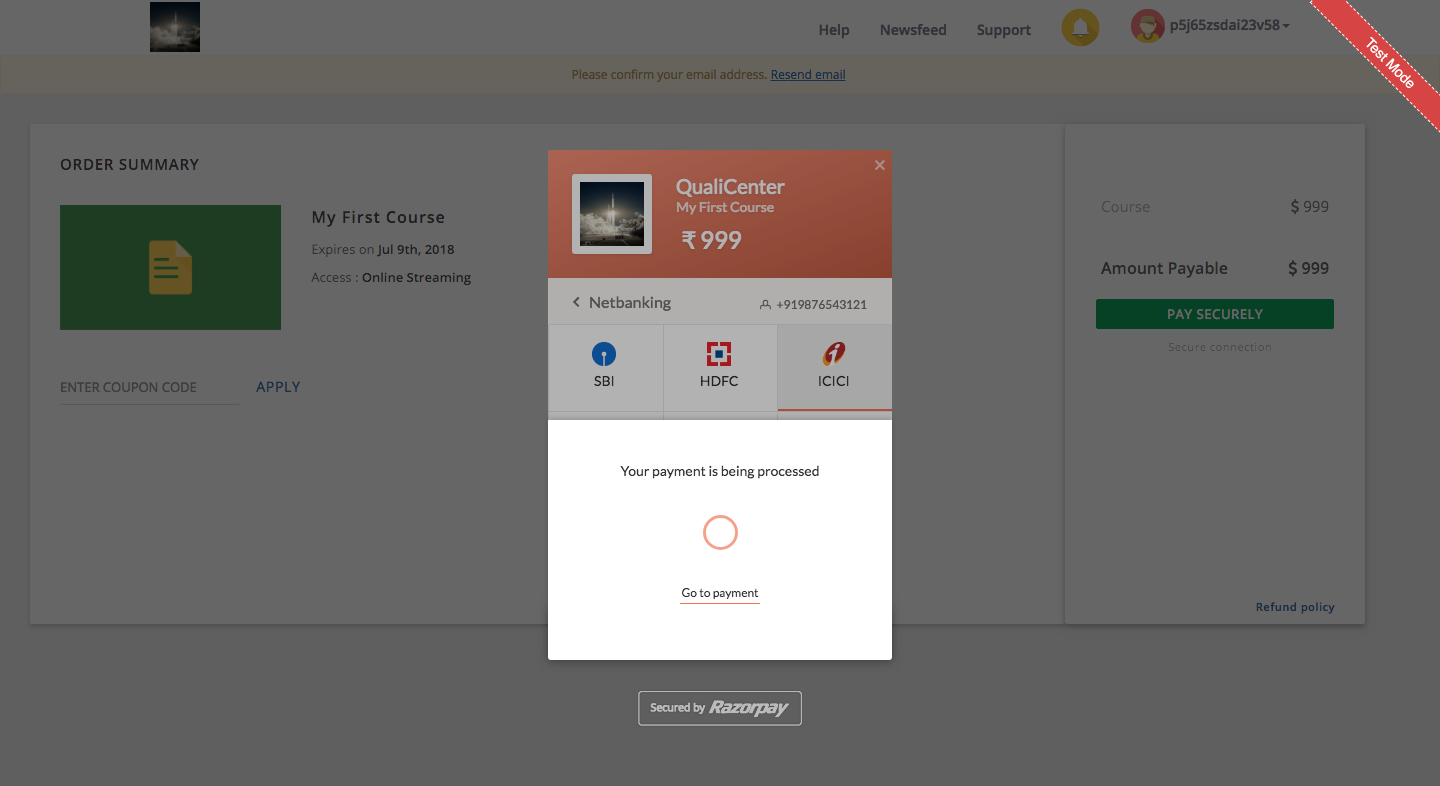 Help Newsfeed Support p5j65zsdai23v58
Test Mode
Please confirm your email address. Resend email
ORDER SUMMARY
My First Course
Expires on Jul 9th, 2018
Access : Online Streaming
ENTER COUPON CODE APPLY
QualiCenter
My First Course
₹ 999
Netbanking +919876543121
SBI HDFC ICICI
Your payment is being processed
Go to payment
Secured by Razorpay
Course $ 999
Amount Payable $ 999
PAY SECURELY
Secure connection
Refund policy